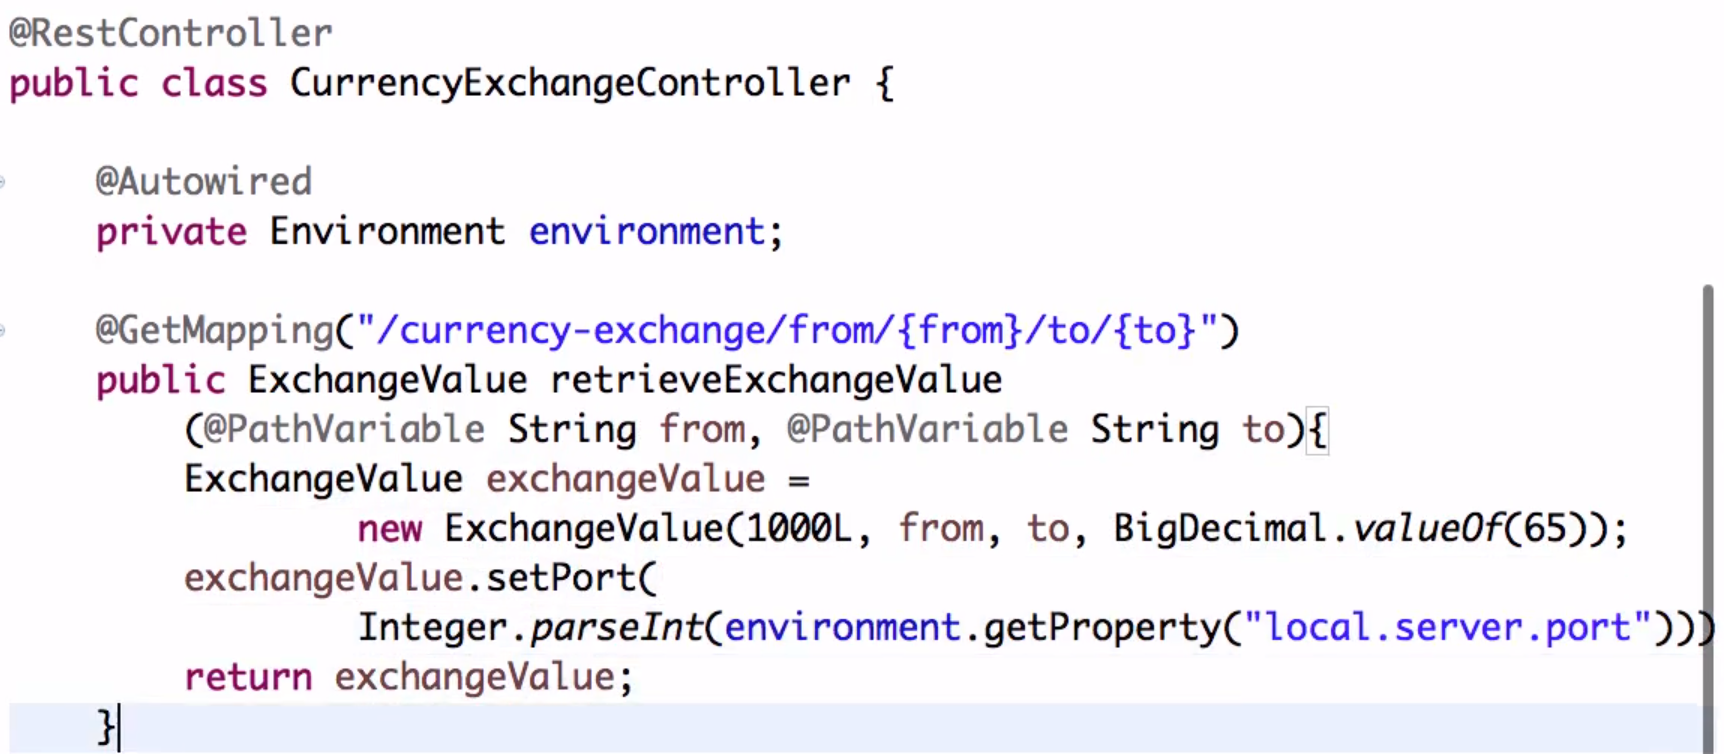 @RestController
public class CurrencyExchangeController {
@Autowired
private Environment environment;
@GetMapping("/currency-exchange/from/{from}/to/{to}")
public ExchangeValue retrieveExchangeValue
(@PathVariable String from, @PathVariable String to){
ExchangeValue exchangeValue =
new ExchangeValue(1000L, from, to, BigDecimal.valueOf(65));
exchangeValue.setPort(
Integer.parseInt(environment.getProperty("local.server.port")))
return exchangeValue;
}